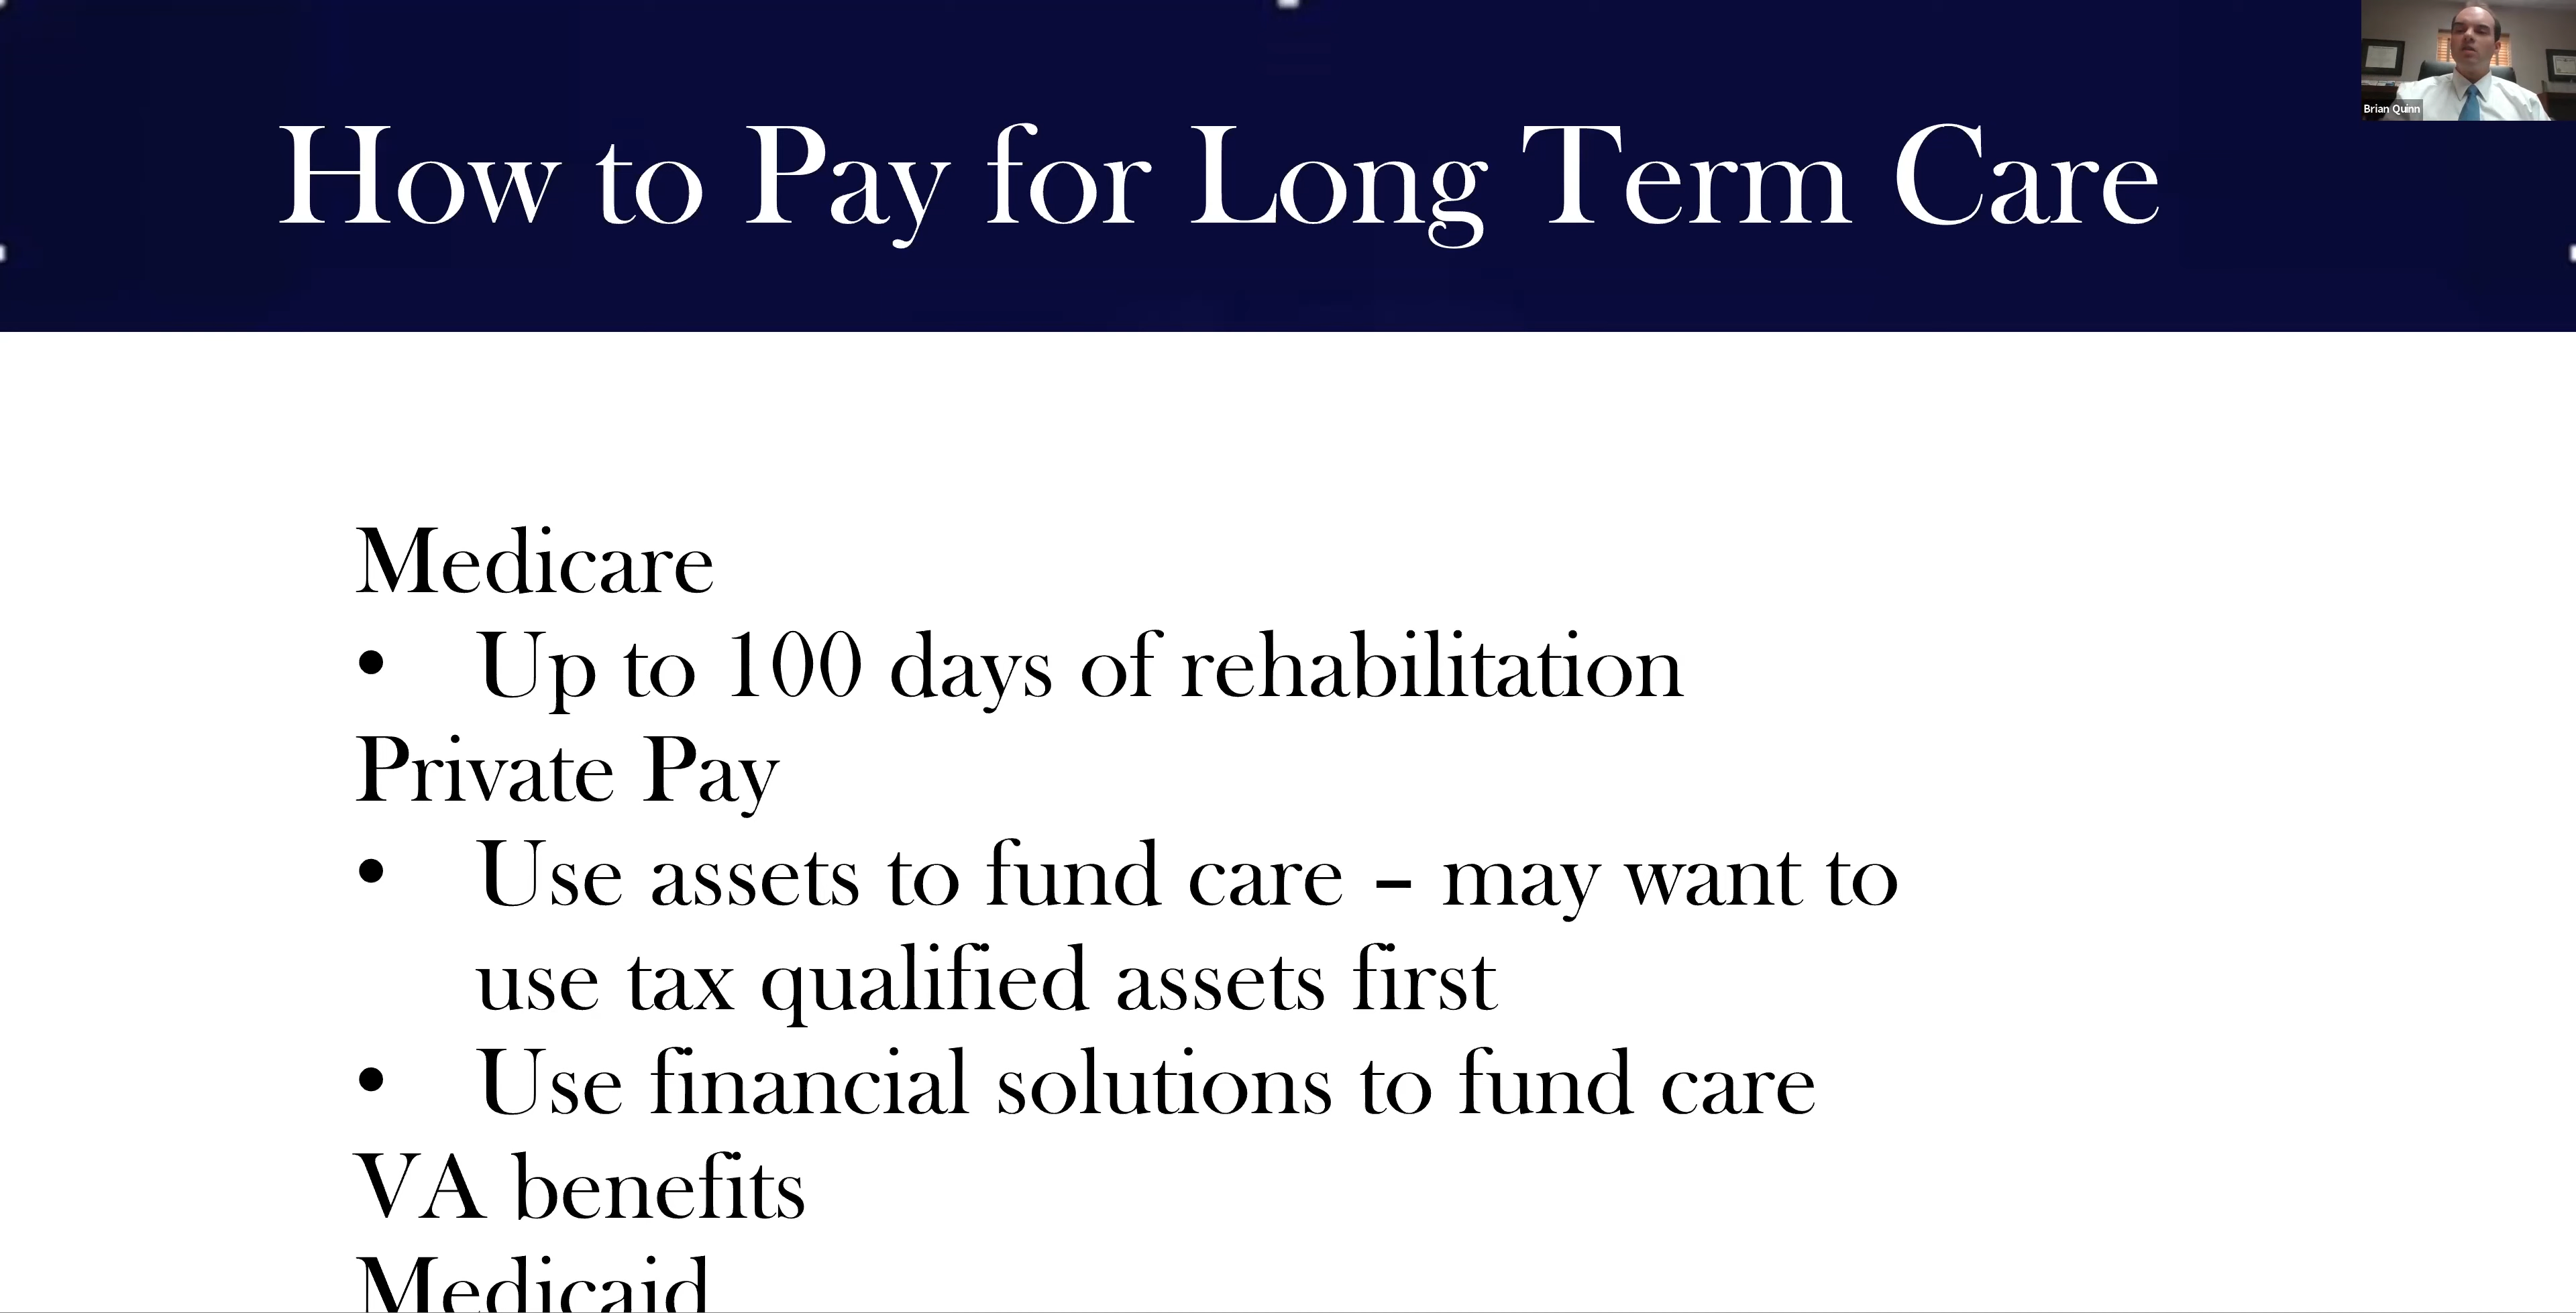 Brian Quinn
How to Pay for Long Term Care
Medicare
• Up to 100 days of rehabilitation
Private Pay
• Use assets to fund care – may want to
use tax qualified assets first
• Use financial solutions to fund care
VA benefits
Medicaid